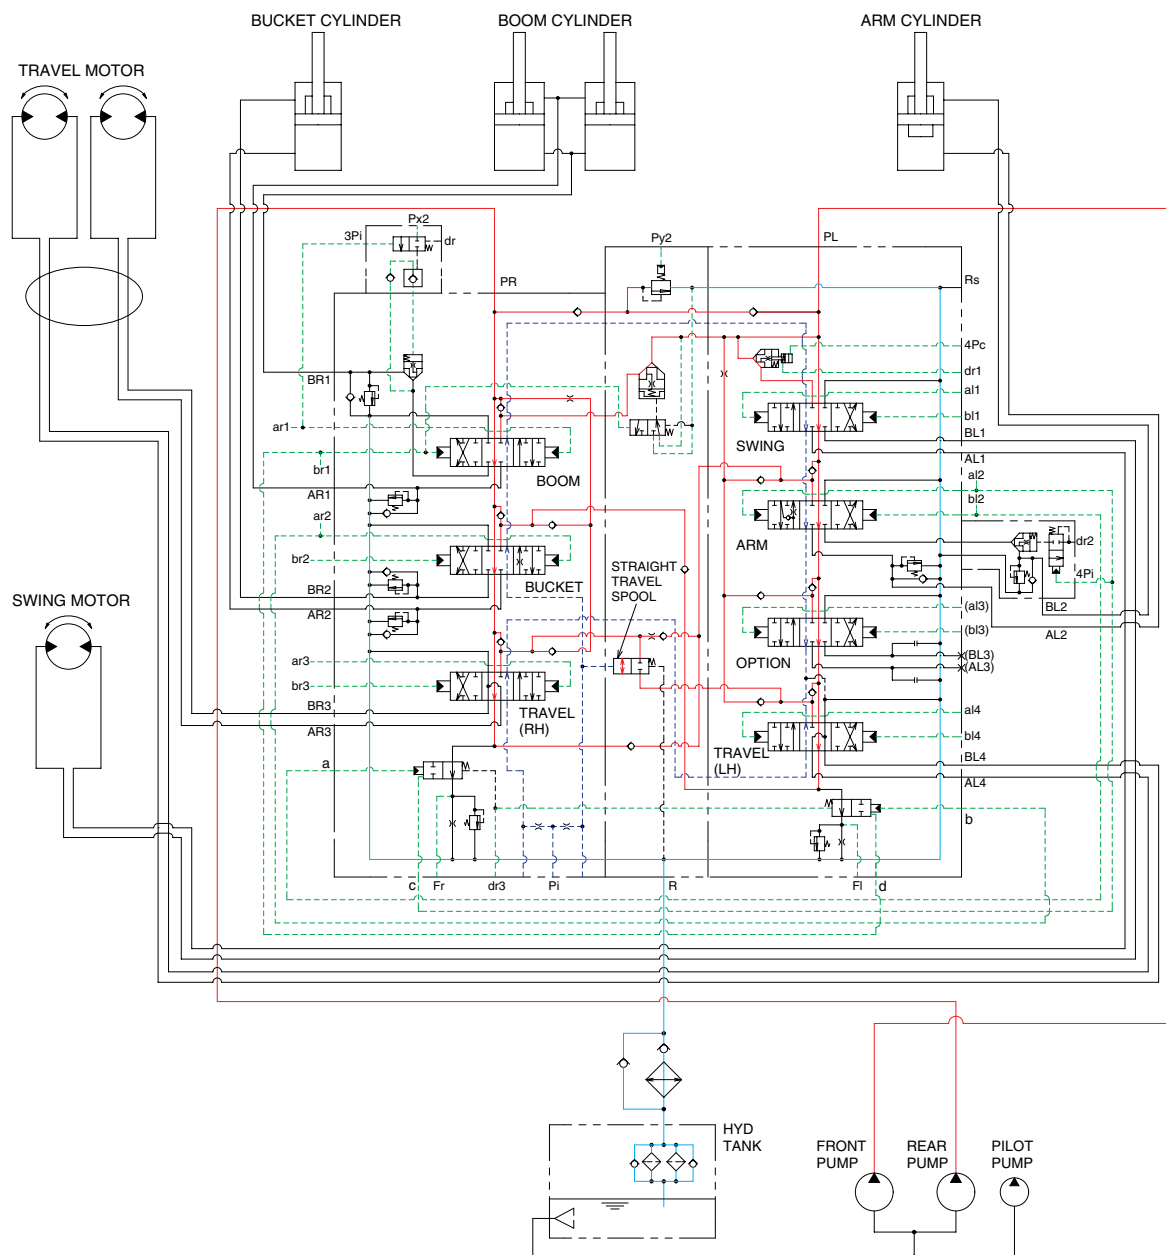 BUCKET CYLINDER
BOOM CYLINDER
ARM CYLINDER
TRAVEL MOTOR
Px2
3Pi
dr
Py2
PL
PR
Rs
4Pc
dr1
BR1
al1
bl1
ar1
SWING
BL1
br1
BOOM
AL1
al2
AR1
bl2
ar2
ARM
dr2
br2
BUCKET
STRAIGHT
TRAVEL
SPOOL
4Pi
BR2
SWING MOTOR
BL2
(al3)
AR2
AL2
(bl3)
OPTION
(BL3)
ar3
(AL3)
br3
BR3
al4
TRAVEL
(RH)
AR3
bl4
TRAVEL
(LH)
BL4
a
AL4
b
c
Fr
dr3
Pi
R
Fl
d
HYD
TANK
FRONT
PUMP
REAR
PUMP
PILOT
PUMP